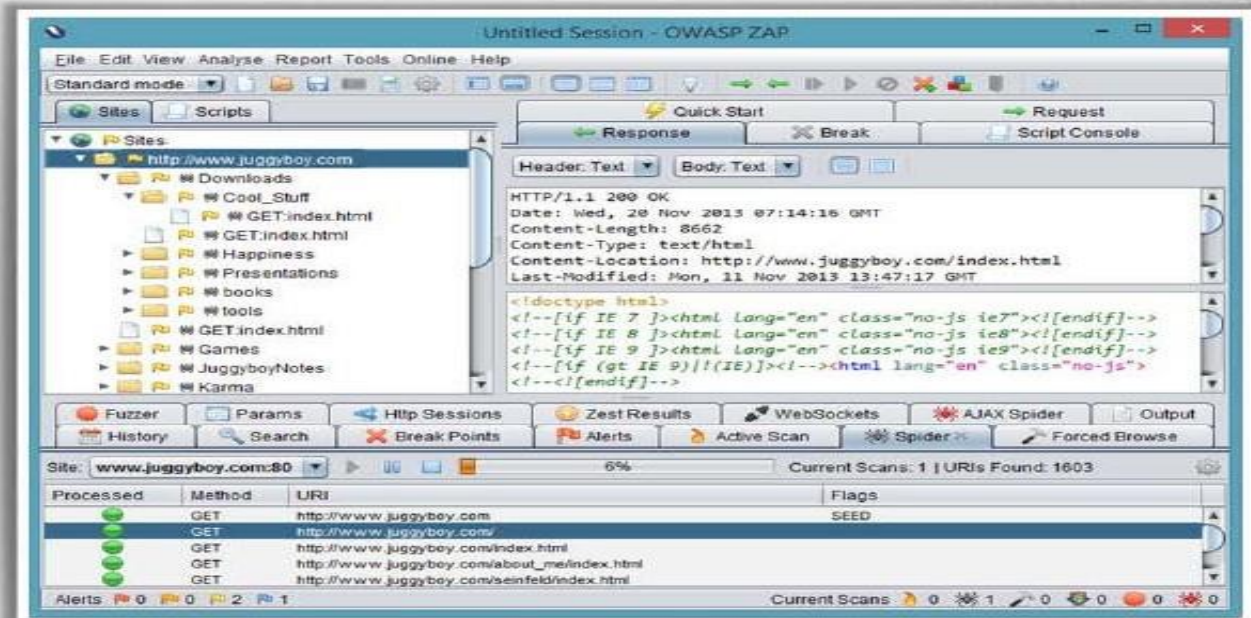 Untitled Session - OWASP ZAP
File Edit View Analyse Report Tools Online Help
Standard mode
Sites Scripts
Quick Start Request
Response Break Script Console
Sites
http://www.juggyboy.com
Downloads
Cool_Stuff
GET:index.html
GET:index.html
Happiness
Presentations
books
tools
GET:index.html
Games
JuggyboyNotes
Karma
Header: Text Body: Text
HTTP/1.1 200 OK
Date: Wed, 20 Nov 2013 07:14:16 GMT
Content-Length: 8662
Content-Type: text/html
Content-Location: http://www.juggyboy.com/index.html
Last-Modified: Mon, 11 Nov 2013 13:47:17 GMT
<!doctype html>
<!--[if IE 7 ]><html lang="en" class="no-js ie7"><![endif]-->
<!--[if IE 8 ]><html lang="en" class="no-js ie8"><![endif]-->
<!--[if IE 9 ]><html lang="en" class="no-js ie9"><![endif]-->
<!--[if (gt IE 9)|!(IE)]><!--><html lang="en" class="no-js">
<!--<![endif]-->
Fuzzer Params Http Sessions Zest Results WebSockets AJAX Spider Output
History Search Break Points Alerts Active Scan Spider Forced Browse
Site: www.juggyboy.com:80 6% Current Scans: 1 | URIs Found: 1603
Processed Method URI Flags
GET http://www.juggyboy.com SEED
GET http://www.juggyboy.com/
GET http://www.juggyboy.com/index.html
GET http://www.juggyboy.com/about_me/index.html
GET http://www.juggyboy.com/seinfeld/index.html
Alerts 0 0 2 1 Current Scans 0 1 0 0 0 0